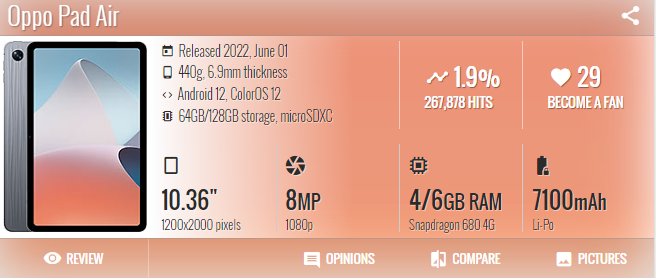 Oppo Pad Air
Released 2022, June 01
440g, 6.9mm thickness
Android 12, ColorOS 12
64GB/128GB storage, microSDXC
1.9%
267,878 HITS
29
BECOME A FAN
10.36"
1200x2000 pixels
8MP
1080p
4/6GB RAM
Snapdragon 680 4G
7100mAh
Li-Po
REVIEW
OPINIONS
COMPARE
PICTURES